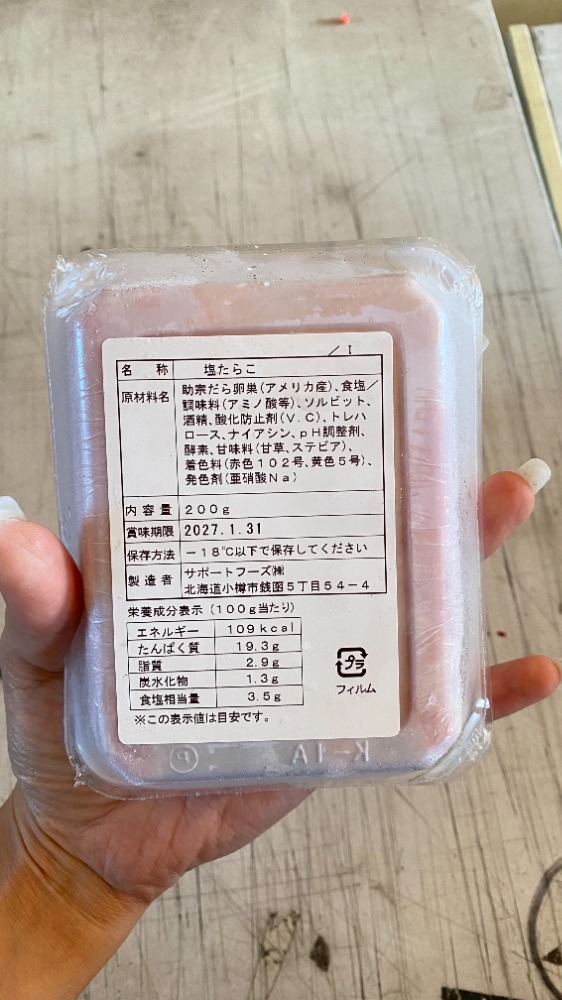 名 称 塩たらこ
原材料名 助宗だら卵巣(アメリカ産)、食塩/
調味料(アミノ酸等)、ソルビット、
酒精、酸化防止剤(V.C)、トレハ
ロース、ナイアシン、pH調整剤、
酵素、甘味料(甘草、ステビア)、
着色料(赤色102号、黄色5号)、
発色剤(亜硝酸Na)
内容量 200g
賞味期限 2027.1.31
保存方法 -18℃以下で保存してください
製造者 サポートフーズ㈱
北海道小樽市銭函5丁目54-4
栄養成分表示(100g当たり)
エネルギー 109kcal
たんぱく質 19.3g
脂質 2.9g
炭水化物 1.3g
食塩相当量 3.5g
※この表示値は目安です。
プラ
フィルム
K-1A P